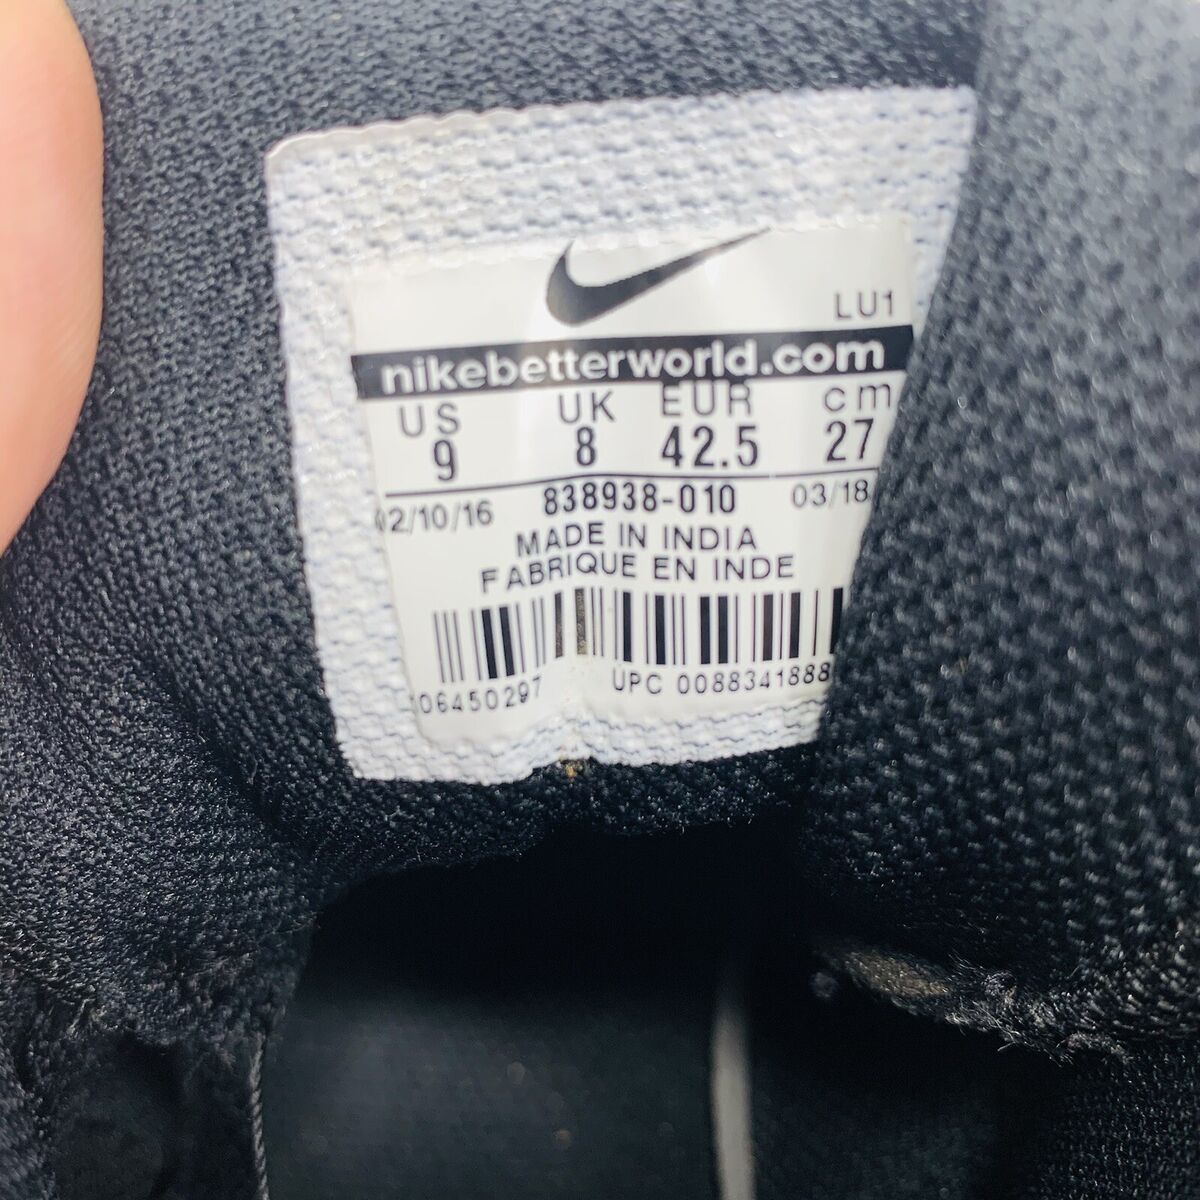 LU1
nikebetterworld.com
US UK EUR cm
9 8 42.5 27
02/10/16 838938-010 03/18
MADE IN INDIA
FABRIQUE EN INDE
106450297 UPC 0088341888